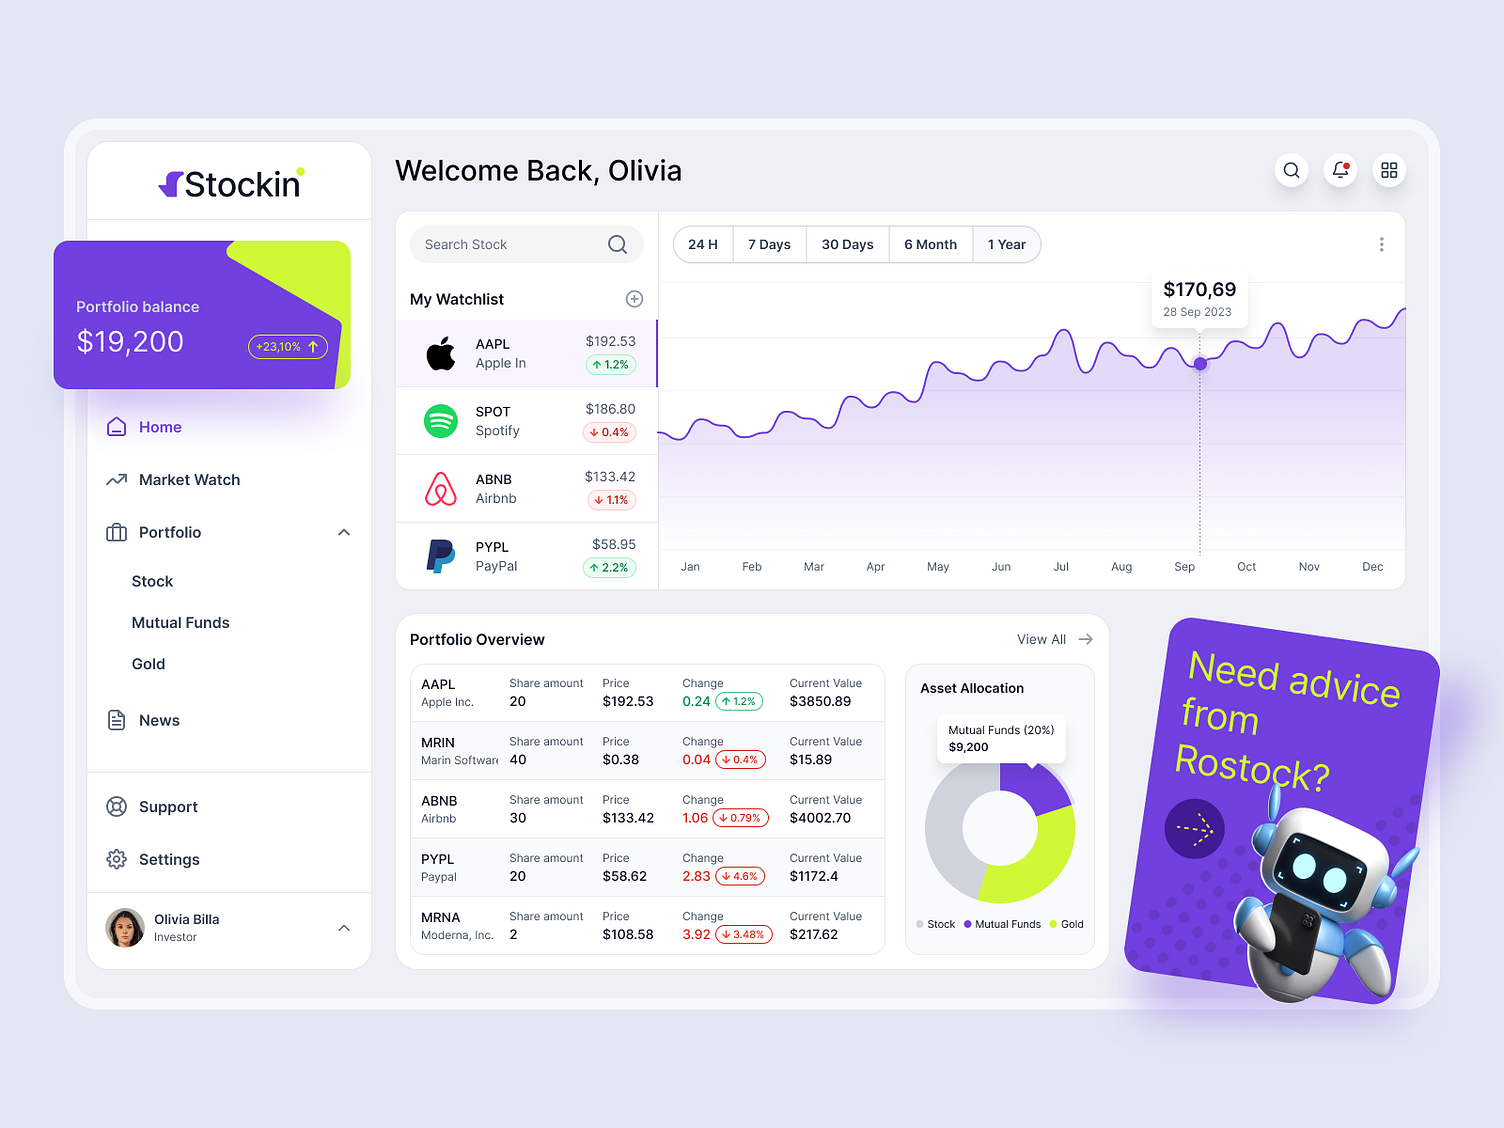 Stockin
Welcome Back, Olivia
Portfolio balance
$19,200
+23,10%
Home
Market Watch
Portfolio
Stock
Mutual Funds
Gold
News
Support
Settings
Olivia Billa
Investor
Search Stock
My Watchlist
AAPL $192.53
Apple In 1.2%
SPOT $186.80
Spotify 0.4%
ABNB $133.42
Airbnb 1.1%
PYPL $58.95
PayPal 2.2%
24 H 7 Days 30 Days 6 Month 1 Year
$170,69
28 Sep 2023
Jan Feb Mar Apr May Jun Jul Aug Sep Oct Nov Dec
Portfolio Overview View All
AAPL Share amount Price Change Current Value
Apple Inc. 20 $192.53 0.24 1.2% $3850.89
MRIN Share amount Price Change Current Value
Marin Software 40 $0.38 0.04 0.4% $15.89
ABNB Share amount Price Change Current Value
Airbnb 30 $133.42 1.06 0.79% $4002.70
PYPL Share amount Price Change Current Value
Paypal 20 $58.62 2.83 4.6% $1172.4
MRNA Share amount Price Change Current Value
Moderna, Inc. 2 $108.58 3.92 3.48% $217.62
Asset Allocation
Mutual Funds (20%)
$9,200
Stock Mutual Funds Gold
Need advice
from
Rostock?